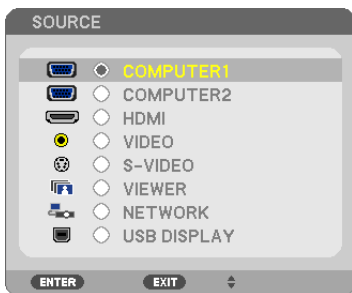 SOURCE
COMPUTER1
COMPUTER2
HDMI
VIDEO
S-VIDEO
VIEWER
NETWORK
USB DISPLAY
ENTER EXIT